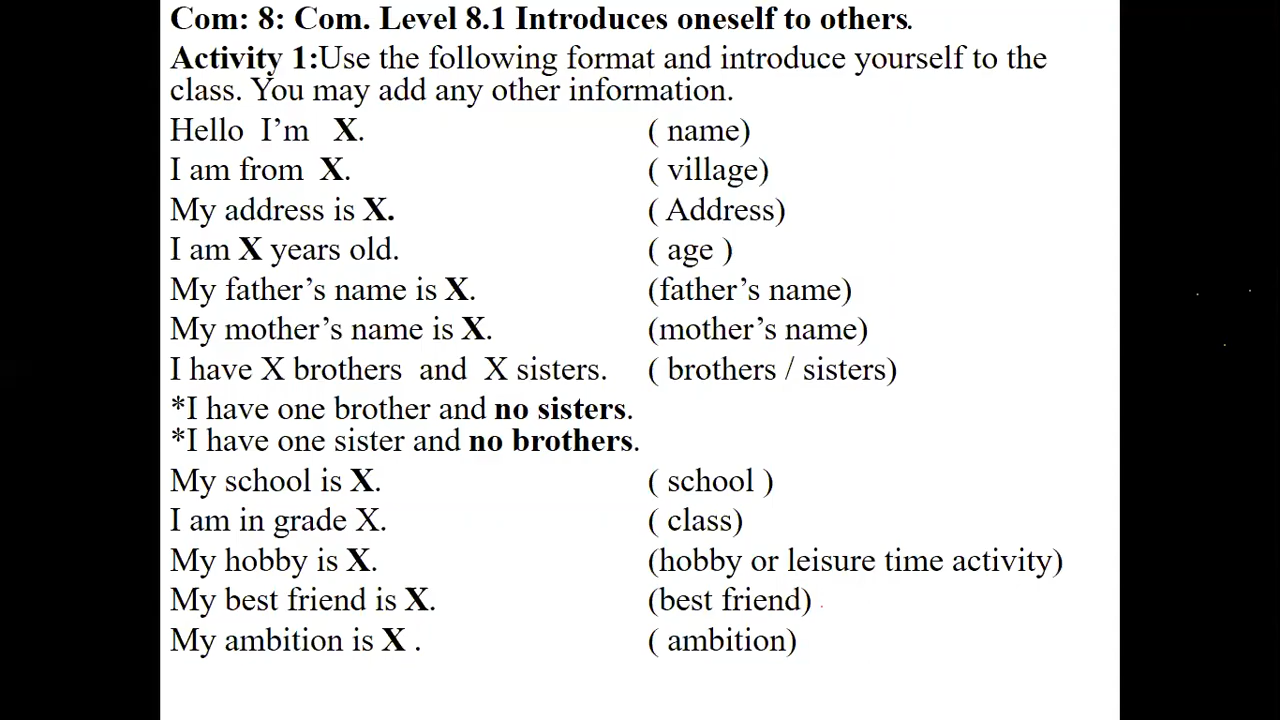 Com: 8: Com. Level 8.1 Introduces oneself to others.
Activity 1:Use the following format and introduce yourself to the
class. You may add any other information.
Hello I’m X. ( name)
I am from X. ( village)
My address is X. ( Address)
I am X years old. ( age )
My father’s name is X. (father’s name)
My mother’s name is X. (mother’s name)
I have X brothers and X sisters. ( brothers / sisters)
*I have one brother and no sisters.
*I have one sister and no brothers.
My school is X. ( school )
I am in grade X. ( class)
My hobby is X. (hobby or leisure time activity)
My best friend is X. (best friend)
My ambition is X . ( ambition)